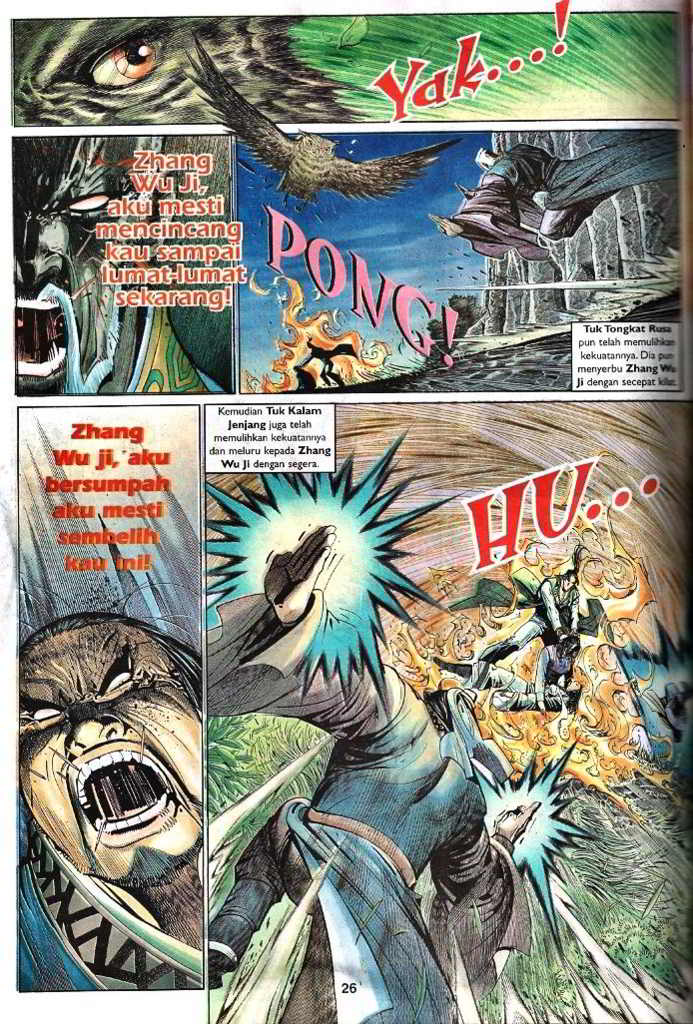 Yak...!
Zhang
Wu Ji,
aku mesti
mencincang
kau sampai
lumat-lumat
sekarang!
PONG!
Tuk Tongkat Rusa
pun telah memulihkan
kekuatannya. Dia pun
menyerbu Zhang Wu
Ji dengan secepat kilat.
Zhang
Wu ji, aku
bersumpah
aku mesti
sembelih
kau ini!
Kemudian Tuk Kalam
Jenjang juga telah
memulihkan kekuatannya
dan meluru kepada Zhang
Wu Ji dengan segera.
HU...
26